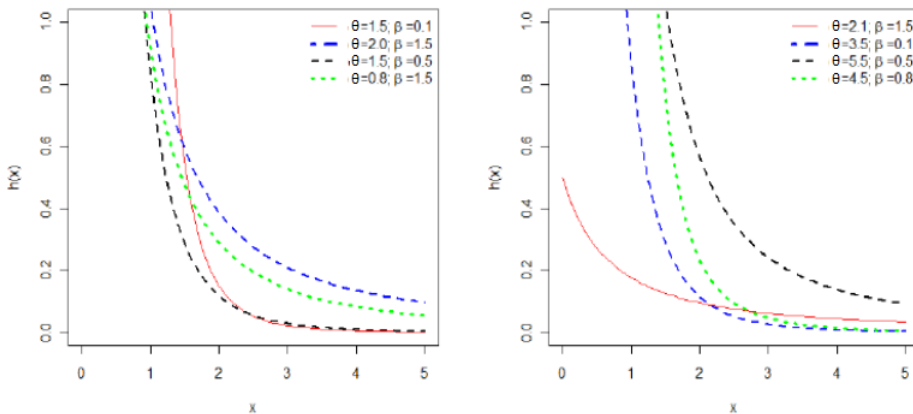 θ=1.5; β =0.1
θ=2.0; β =1.5
θ=1.5; β =0.5
θ=0.8; β =1.5
1.0
0.8
0.6
0.4
0.2
0.0
h(x)
0 1 2 3 4 5
x
θ=2.1; β =1.5
θ=3.5; β =0.1
θ=5.5; β =0.5
θ=4.5; β =0.8
1.0
0.8
0.6
0.4
0.2
0.0
h(x)
0 1 2 3 4 5
x